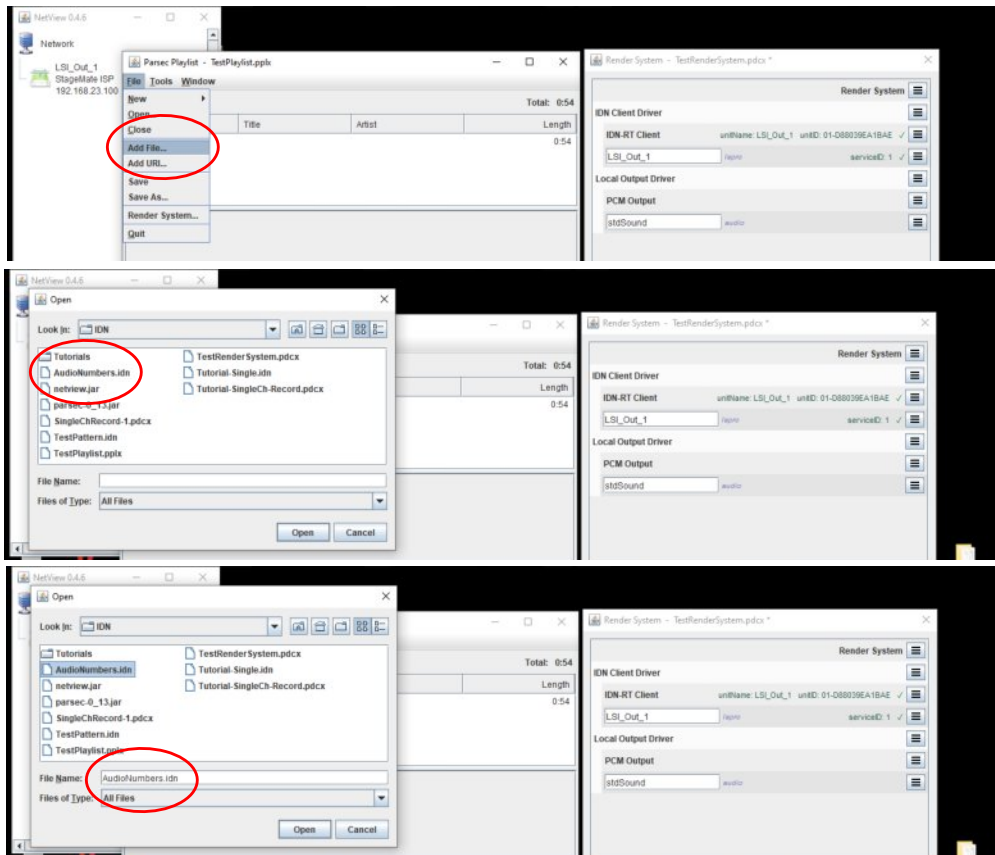 NetView 0.4.6
Network
LSI_Out_1
StageMate ISP
192.168.23.100
Parsec Playlist - TestPlaylist.pplx
File Tools Window
New
Open...
Close
Add File...
Add URI...
Save
Save As...
Render System...
Quit
Total: 0:54
Title Artist Length
0:54
Render System - TestRenderSystem.pdcx *
Render System
IDN Client Driver
IDN-RT Client unitName: LSI_Out_1 unitID: 01-D88039EA1BAE ✓
LSI_Out_1 lapro serviceID: 1 ✓
Local Output Driver
PCM Output
stdSound audio
NetView 0.4.6
Open
Look In: IDN
Tutorials
AudioNumbers.idn
netview.jar
parsec-0_13.jar
SingleChRecord-1.pdcx
TestPattern.idn
TestPlaylist.pplx
TestRenderSystem.pdcx
Tutorial-Single.idn
Tutorial-SingleCh-Record.pdcx
File Name:
Files of Type: All Files
Open Cancel
Total: 0:54
Length
0:54
Render System - TestRenderSystem.pdcx *
Render System
IDN Client Driver
IDN-RT Client unitName: LSI_Out_1 unitID: 01-D88039EA1BAE ✓
LSI_Out_1 lapro serviceID: 1 ✓
Local Output Driver
PCM Output
stdSound audio
NetView 0.4.6
Open
Look In: IDN
Tutorials
AudioNumbers.idn
netview.jar
parsec-0_13.jar
SingleChRecord-1.pdcx
TestPattern.idn
TestPlaylist.pplx
TestRenderSystem.pdcx
Tutorial-Single.idn
Tutorial-SingleCh-Record.pdcx
File Name: AudioNumbers.idn
Files of Type: All Files
Open Cancel
Total: 0:54
Length
0:54
Render System - TestRenderSystem.pdcx *
Render System
IDN Client Driver
IDN-RT Client unitName: LSI_Out_1 unitID: 01-D88039EA1BAE ✓
LSI_Out_1 lapro serviceID: 1 ✓
Local Output Driver
PCM Output
stdSound audio